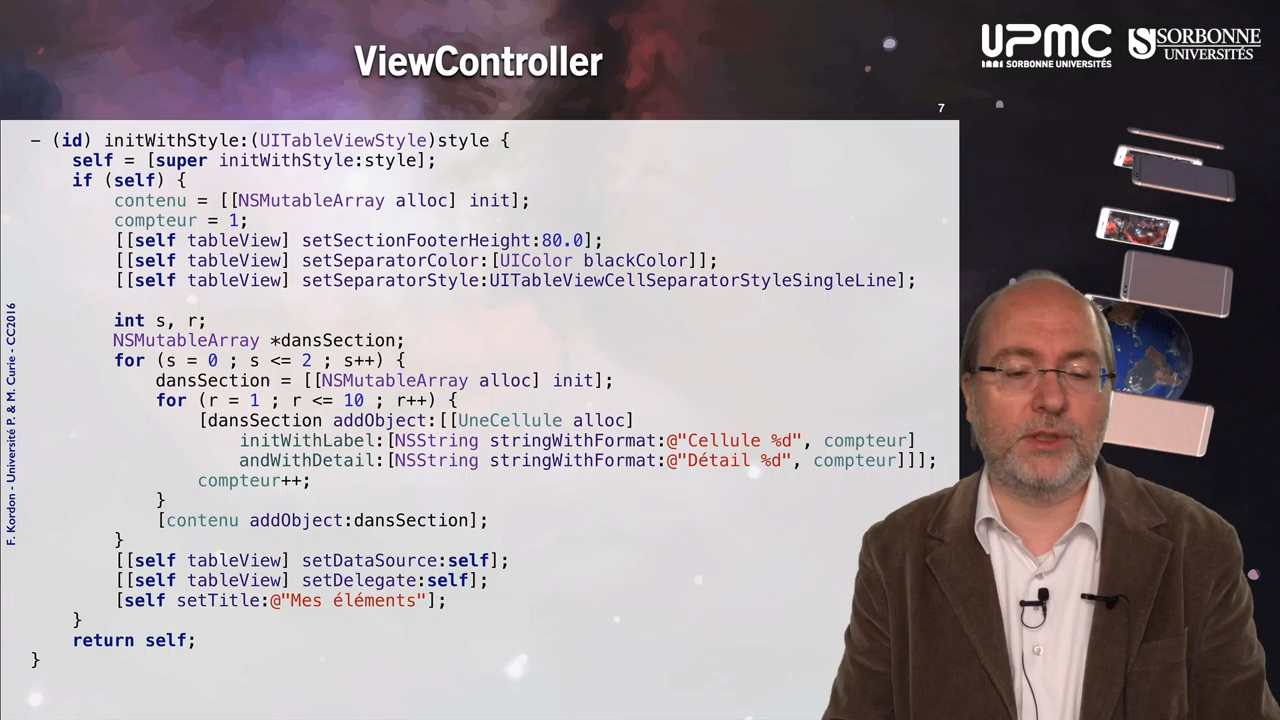 ViewController
UPMC
SORBONNE UNIVERSITÉS
SORBONNE
UNIVERSITÉS
7
- (id) initWithStyle:(UITableViewStyle)style {
self = [super initWithStyle:style];
if (self) {
contenu = [[NSMutableArray alloc] init];
compteur = 1;
[[self tableView] setSectionFooterHeight:80.0];
[[self tableView] setSeparatorColor:[UIColor blackColor]];
[[self tableView] setSeparatorStyle:UITableViewCellSeparatorStyleSingleLine];
int s, r;
NSMutableArray *dansSection;
for (s = 0 ; s <= 2 ; s++) {
dansSection = [[NSMutableArray alloc] init];
for (r = 1 ; r <= 10 ; r++) {
[dansSection addObject:[[UneCellule alloc]
initWithLabel:[NSString stringWithFormat:@"Cellule %d", compteur]
andWithDetail:[NSString stringWithFormat:@"Détail %d", compteur]]];
compteur++;
}
[contenu addObject:dansSection];
}
[[self tableView] setDataSource:self];
[[self tableView] setDelegate:self];
[self setTitle:@"Mes éléments"];
}
return self;
}
F. Kordon - Université P. & M. Curie - CC2016